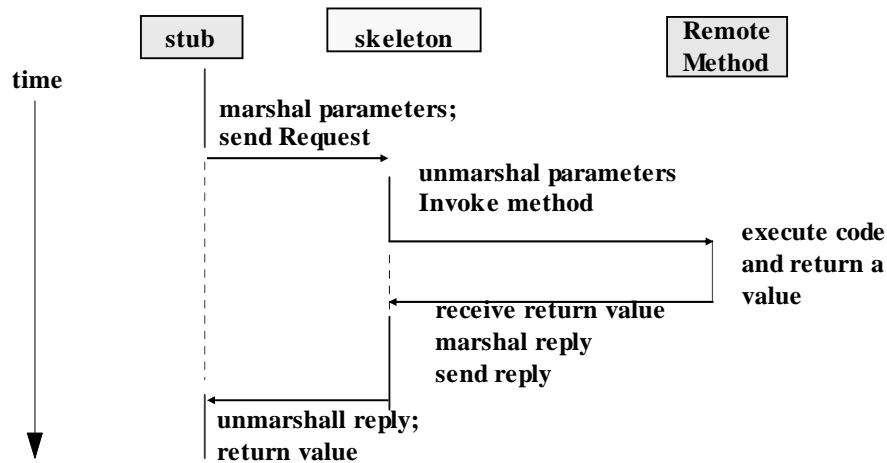 stub
skeleton
Remote
Method
time
marshal parameters;
send Request
unmarshal parameters
Invoke method
execute code
and return a
value
receive return value
marshal reply
send reply
unmarshall reply;
return value